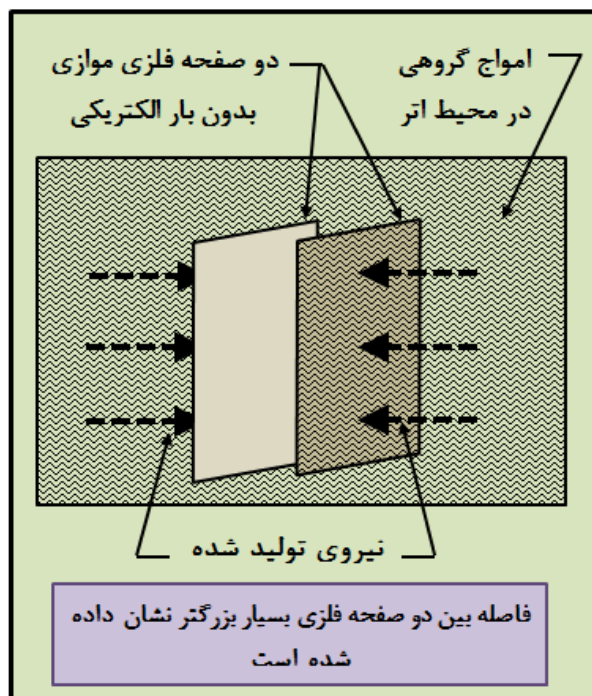 امواج گروهی
در محیط اتر
دو صفحه فلزی موازی
بدون بار الکتریکی
نیروی تولید شده
فاصله بین دو صفحه فلزی بسیار بزرگتر نشان داده
شده است